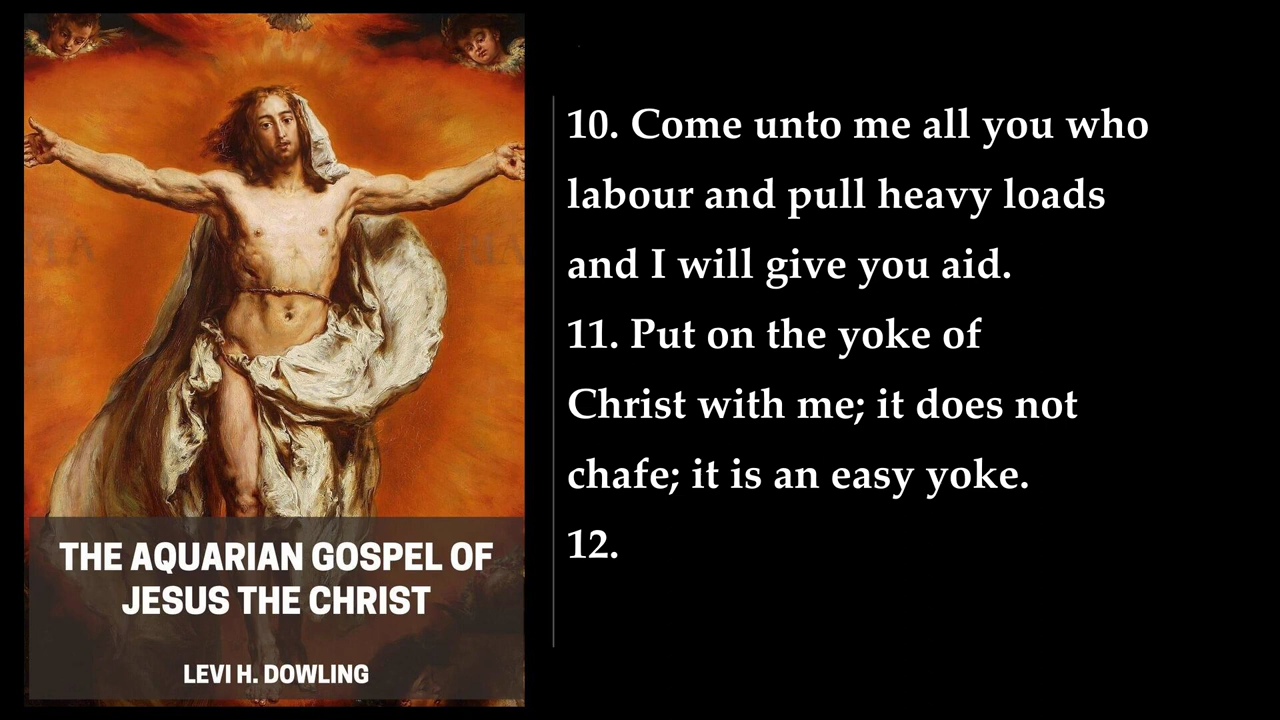 THE AQUARIAN GOSPEL OF
JESUS THE CHRIST
LEVI H. DOWLING
10. Come unto me all you who
labour and pull heavy loads
and I will give you aid.
11. Put on the yoke of
Christ with me; it does not
chafe; it is an easy yoke.
12.